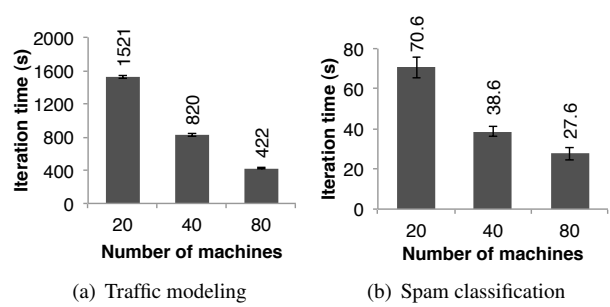 Iteration time (s)
2000
1600
1200
800
400
0
1521
820
422
20 40 80
Number of machines
(a) Traffic modeling
Iteration time (s)
80
60
40
20
0
70.6
38.6
27.6
20 40 80
Number of machines
(b) Spam classification